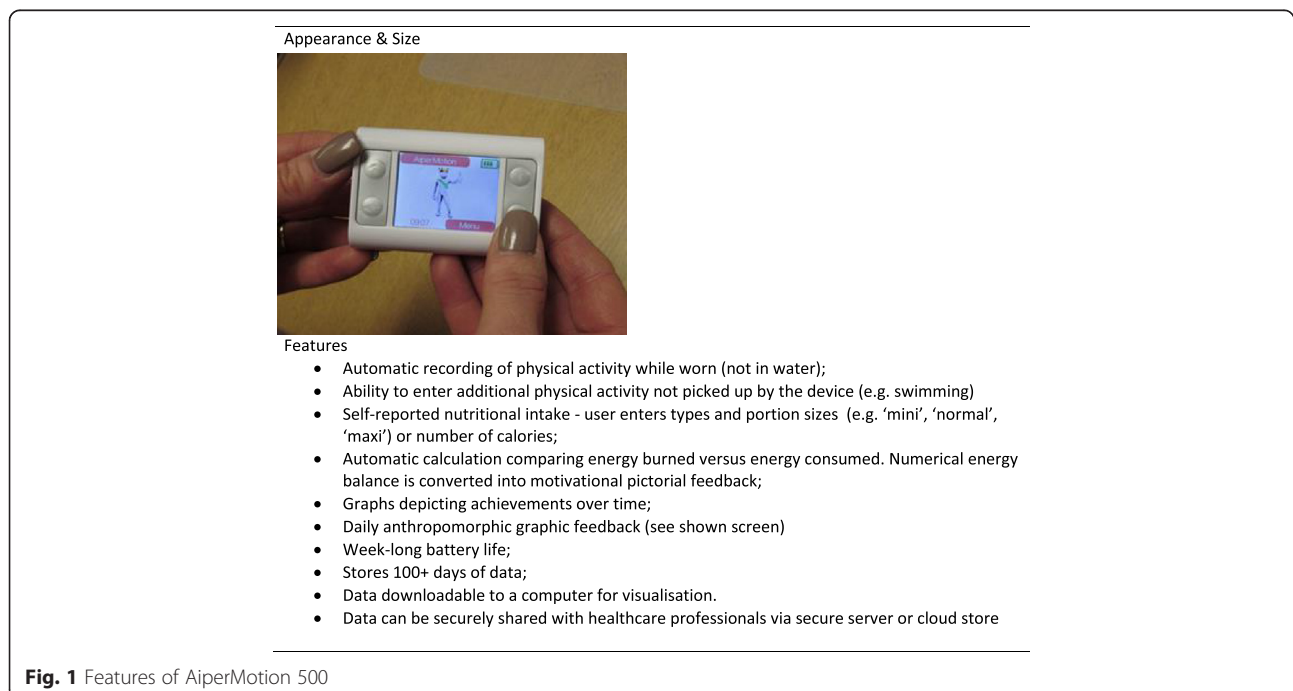 Appearance & Size
AiperMotion
09:07
Menu
Features
• Automatic recording of physical activity while worn (not in water);
• Ability to enter additional physical activity not picked up by the device (e.g. swimming)
• Self-reported nutritional intake - user enters types and portion sizes (e.g. ‘mini’, ‘normal’,
‘maxi’) or number of calories;
• Automatic calculation comparing energy burned versus energy consumed. Numerical energy
balance is converted into motivational pictorial feedback;
• Graphs depicting achievements over time;
• Daily anthropomorphic graphic feedback (see shown screen)
• Week-long battery life;
• Stores 100+ days of data;
• Data downloadable to a computer for visualisation.
• Data can be securely shared with healthcare professionals via secure server or cloud store
Fig. 1 Features of AiperMotion 500